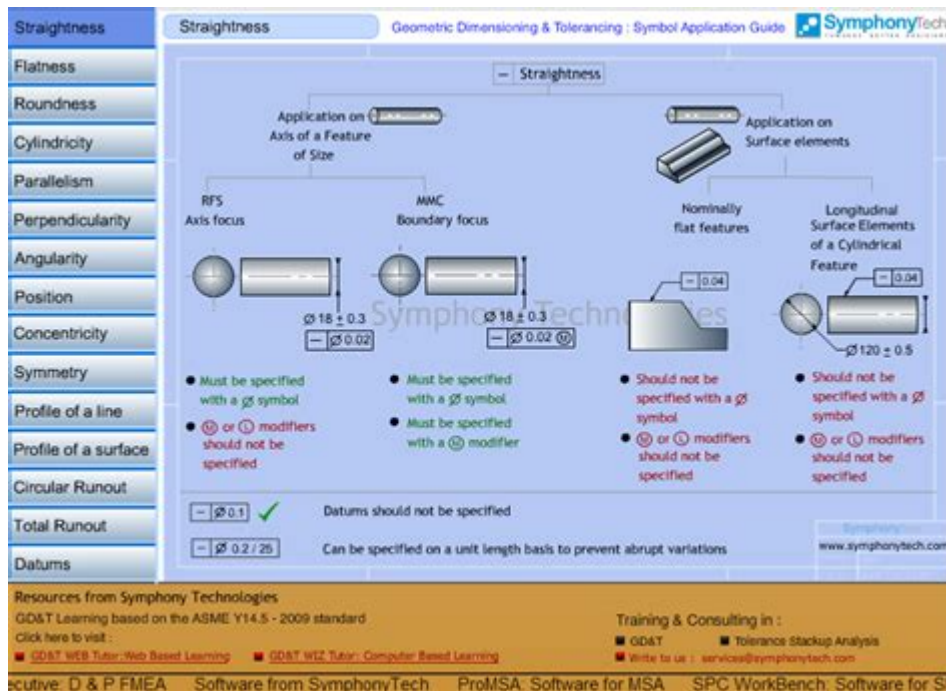 Straightness
Flatness
Roundness
Cylindricity
Parallelism
Perpendicularity
Angularity
Position
Concentricity
Symmetry
Profile of a line
Profile of a surface
Circular Runout
Total Runout
Datums
Straightness
Geometric Dimensioning & Tolerancing : Symbol Application Guide
SymphonyTech
— Straightness
Application on
Axis of a Feature
of Size
Application on
Surface elements
RFS
Axis focus
MMC
Boundary focus
Nominally
flat features
Longitudinal
Surface Elements
of a Cylindrical
Feature
Ø 18 ± 0.3
— Ø 0.02
Ø 18 ± 0.3
— Ø 0.02 Ⓜ
— 0.04
— 0.04
Ø 120 ± 0.5
Symphony Technologies
● Must be specified
with a Ø symbol
● Ⓜ or Ⓛ modifiers
should not be
specified
● Must be specified
with a Ø symbol
● Must be specified
with a Ⓜ modifier
● Should not be
specified with a Ø
symbol
● Ⓜ or Ⓛ modifiers
should not be
specified
● Should not be
specified with a Ø
symbol
● Ⓜ or Ⓛ modifiers
should not be
specified
— Ø 0.1 ✓ Datums should not be specified
— Ø 0.2 / 25 Can be specified on a unit length basis to prevent abrupt variations
www.symphonytech.com
Resources from Symphony Technologies
GD&T Learning based on the ASME Y14.5 - 2009 standard
Click here to visit :
■ GD&T WEB Tutor:Web Based Learning ■ GD&T WIZ Tutor: Computer Based Learning
Training & Consulting in :
■ GD&T ■ Tolerance Stackup Analysis
■ Write to us : services@symphonytech.com
ecutive: D & P FMEA Software from SymphonyTech ProMSA: Software for MSA SPC WorkBench: Software for S